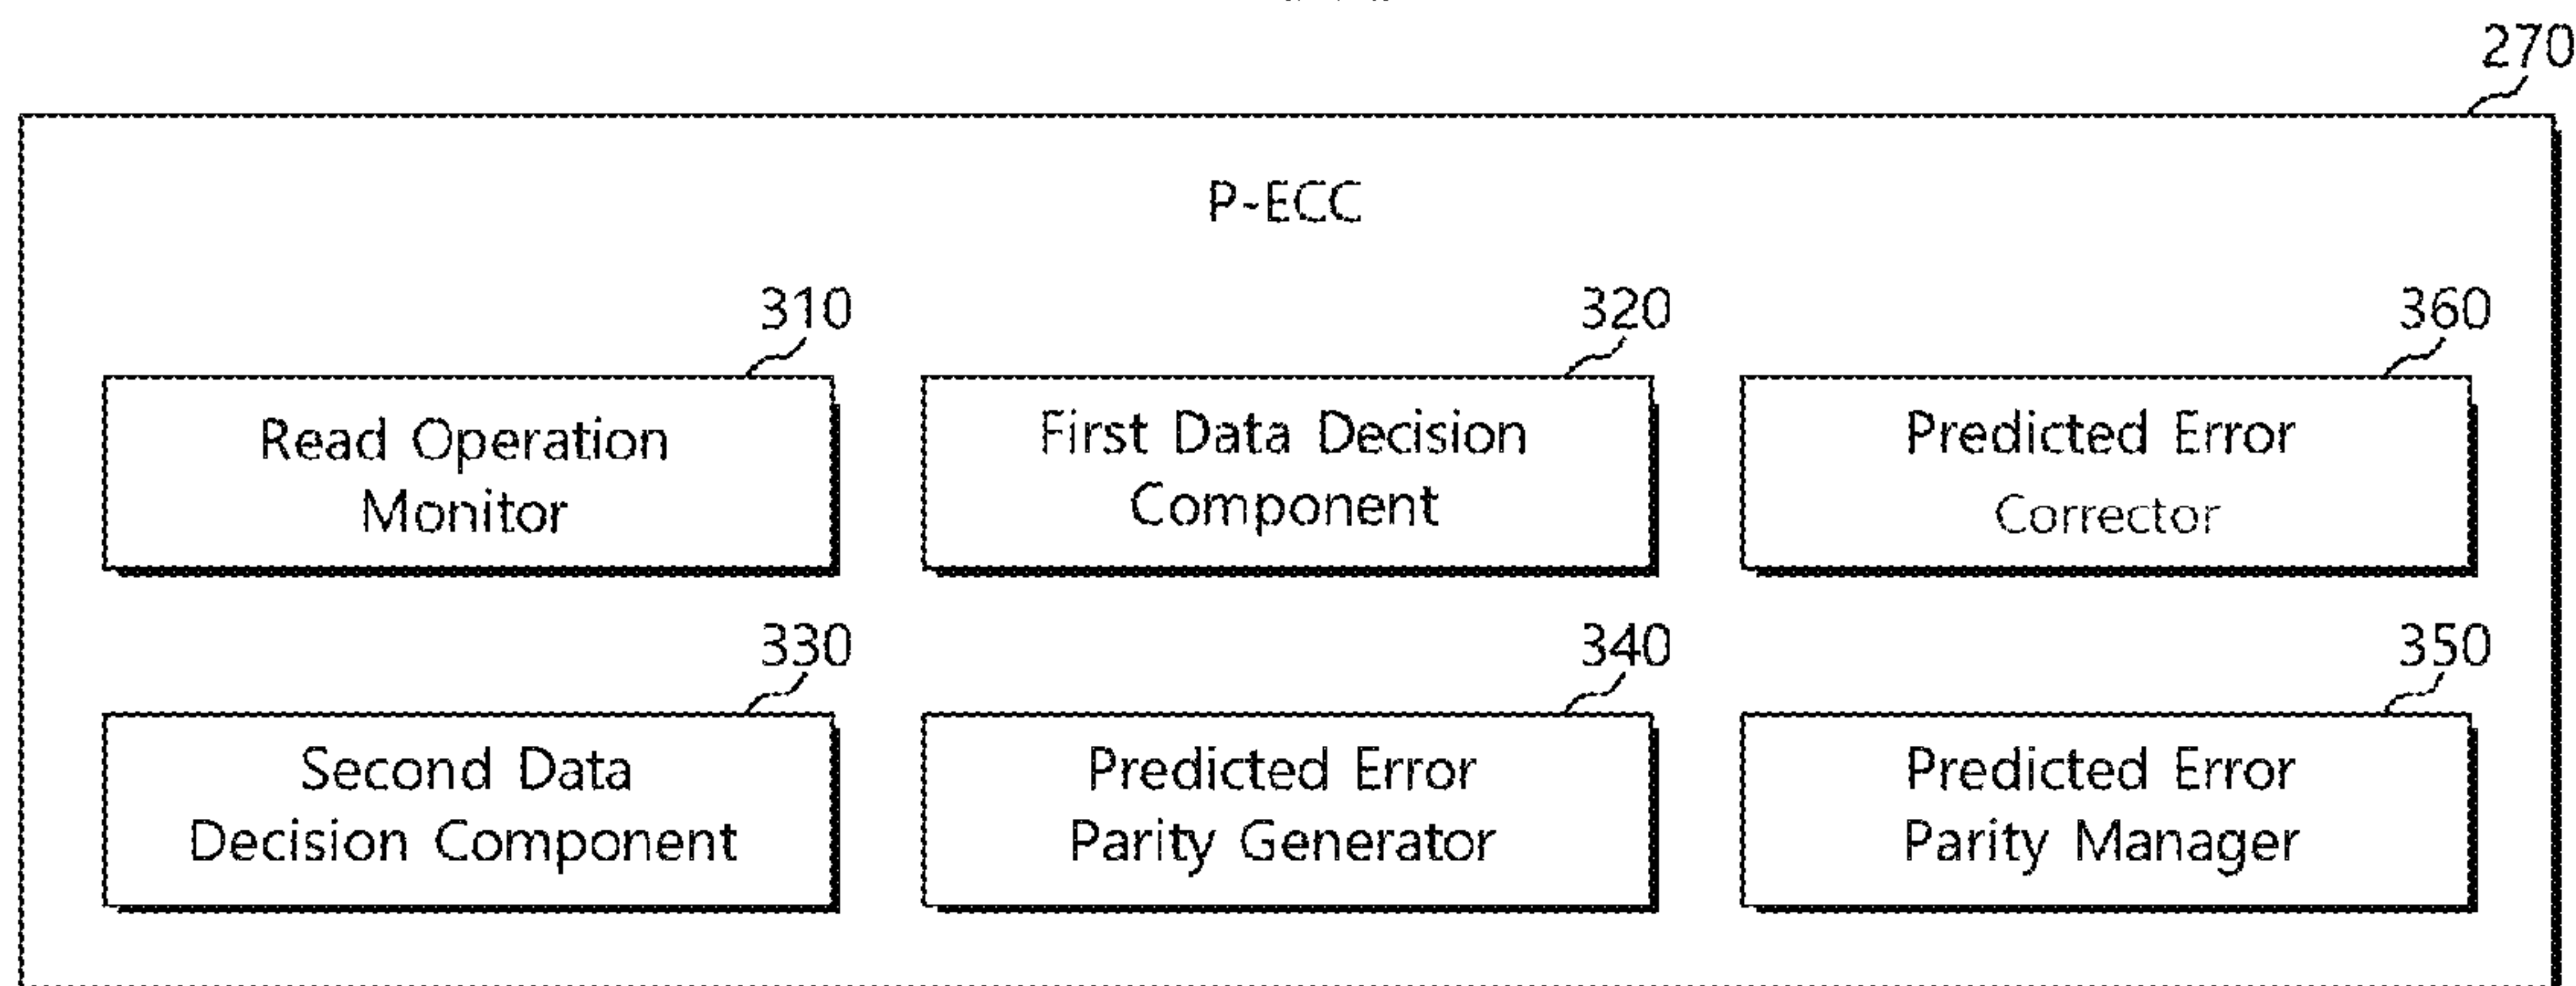 270
P-ECC
310
320
360
Read Operation
Monitor
First Data Decision
Component
Predicted Error
Corrector
330
340
350
Second Data
Decision Component
Predicted Error
Parity Generator
Predicted Error
Parity Manager